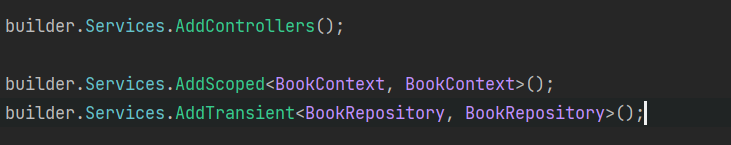 builder.Services.AddControllers();
builder.Services.AddScoped<BookContext, BookContext>();
builder.Services.AddTransient<BookRepository, BookRepository>();